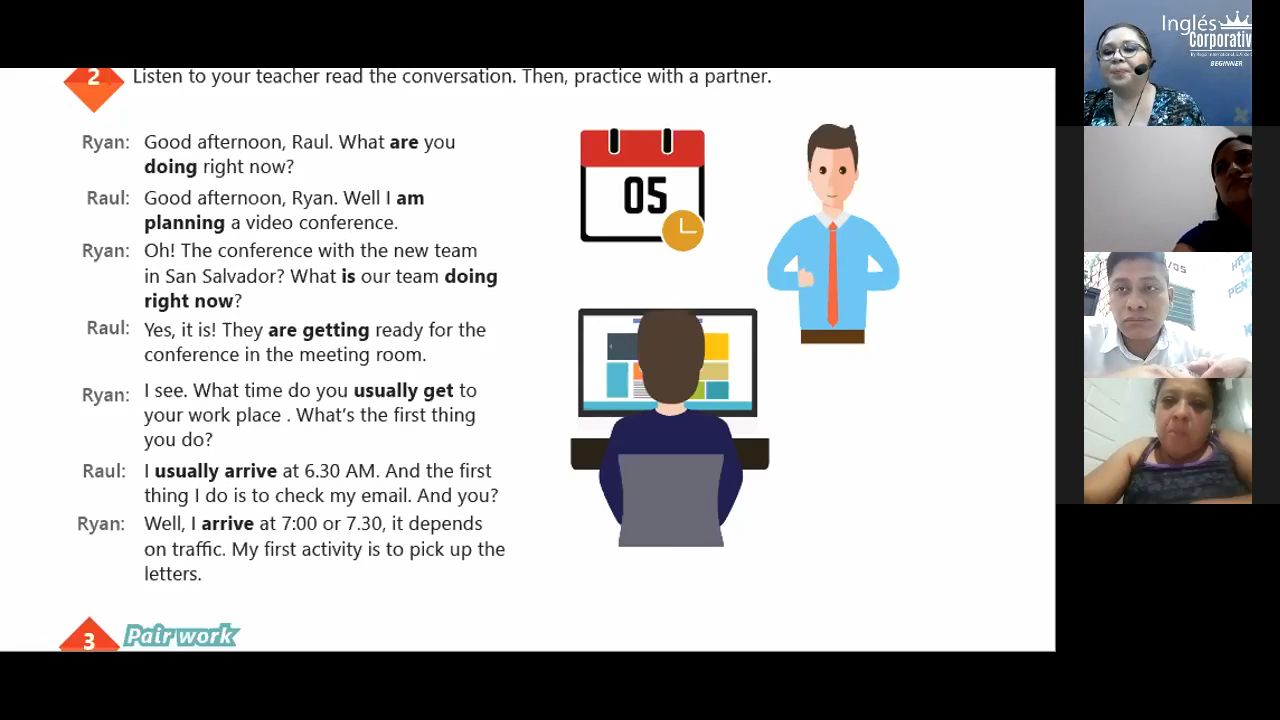 2 Listen to your teacher read the conversation. Then, practice with a partner.
Ryan: Good afternoon, Raul. What are you
doing right now?
Raul: Good afternoon, Ryan. Well I am
planning a video conference.
Ryan: Oh! The conference with the new team
in San Salvador? What is our team doing
right now?
Raul: Yes, it is! They are getting ready for the
conference in the meeting room.
Ryan: I see. What time do you usually get to
your work place . What's the first thing
you do?
Raul: I usually arrive at 6.30 AM. And the first
thing I do is to check my email. And you?
Ryan: Well, I arrive at 7:00 or 7.30, it depends
on traffic. My first activity is to pick up the
letters.
3 Pair work
05
Inglés
Corporativ
BEGINNER